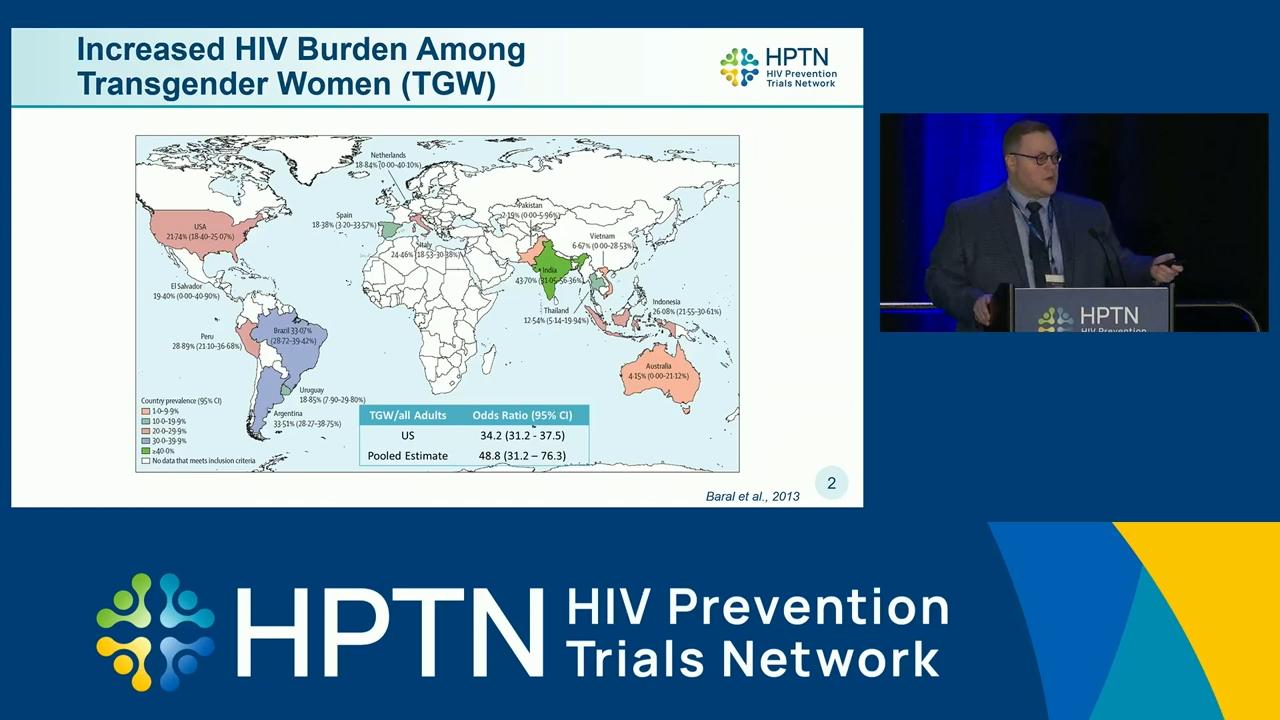 Increased HIV Burden Among
Transgender Women (TGW)
HPTN
HIV Prevention
Trials Network
Netherlands
18·84% (0·00–40·10%)
Spain
18·38% (3·20–33·57%)
Italy
24·46% (18·53–30·38%)
Pakistan
2·19% (0·00–5·96%)
Vietnam
6·67% (0·00–28·53%)
USA
21·74% (18·40–25·07%)
India
43·70% (31·05–56·36%)
El Salvador
19·40% (0·00–40·90%)
Thailand
12·54% (5·14–19·94%)
Indonesia
26·08% (21·55–30·61%)
Peru
28·89% (21·10–36·68%)
Brazil 33·07%
(28·72–39·42%)
Australia
4·15% (0·00–21·12%)
Uruguay
18·85% (7·90–29·80%)
Argentina
33·51% (28·27–38·75%)
Country prevalence (95% CI)
1·0–9·9%
10·0–19·9%
20·0–29·9%
30·0–39·9%
≥40·0%
No data that meets inclusion criteria
TGW/all Adults Odds Ratio (95% CI)
US 34.2 (31.2 - 37.5)
Pooled Estimate 48.8 (31.2 – 76.3)
2
Baral et al., 2013
HPTN
HIV Prevention
HPTN
HIV Prevention
Trials Network